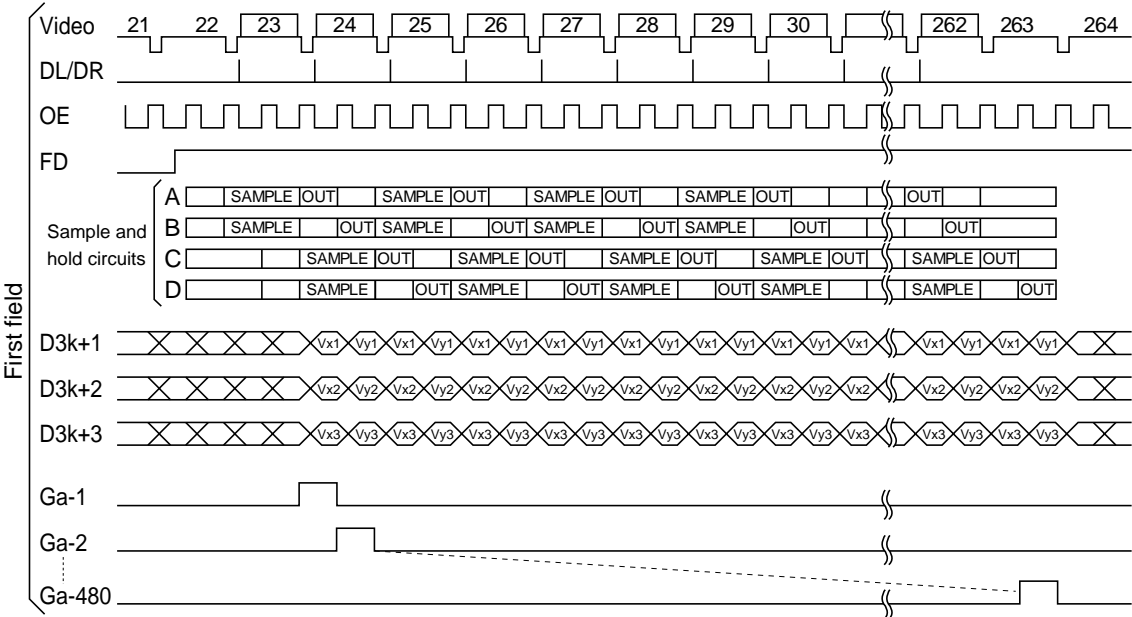 Video 21 22 23 24 25 26 27 28 29 30 262 263 264
DL/DR
OE
FD
Sample and
hold circuits
A SAMPLE OUT SAMPLE OUT SAMPLE OUT SAMPLE OUT OUT
B SAMPLE OUT SAMPLE OUT SAMPLE OUT SAMPLE OUT OUT
C SAMPLE OUT SAMPLE OUT SAMPLE OUT SAMPLE OUT SAMPLE OUT
D SAMPLE OUT SAMPLE OUT SAMPLE OUT SAMPLE SAMPLE OUT
First field
D3k+1 Vx1 Vy1 Vx1 Vy1 Vx1 Vy1 Vx1 Vy1 Vx1 Vy1 Vx1 Vy1 Vx1 Vy1 Vx1 Vx1 Vy1 Vx1 Vy1
D3k+2 Vx2 Vy2 Vx2 Vy2 Vx2 Vy2 Vx2 Vy2 Vx2 Vy2 Vx2 Vy2 Vx2 Vy2 Vx2 Vx2 Vy2 Vx2 Vy2
D3k+3 Vx3 Vy3 Vx3 Vy3 Vx3 Vy3 Vx3 Vy3 Vx3 Vy3 Vx3 Vy3 Vx3 Vy3 Vx3 Vx3 Vy3 Vx3 Vy3
Ga-1
Ga-2
Ga-480